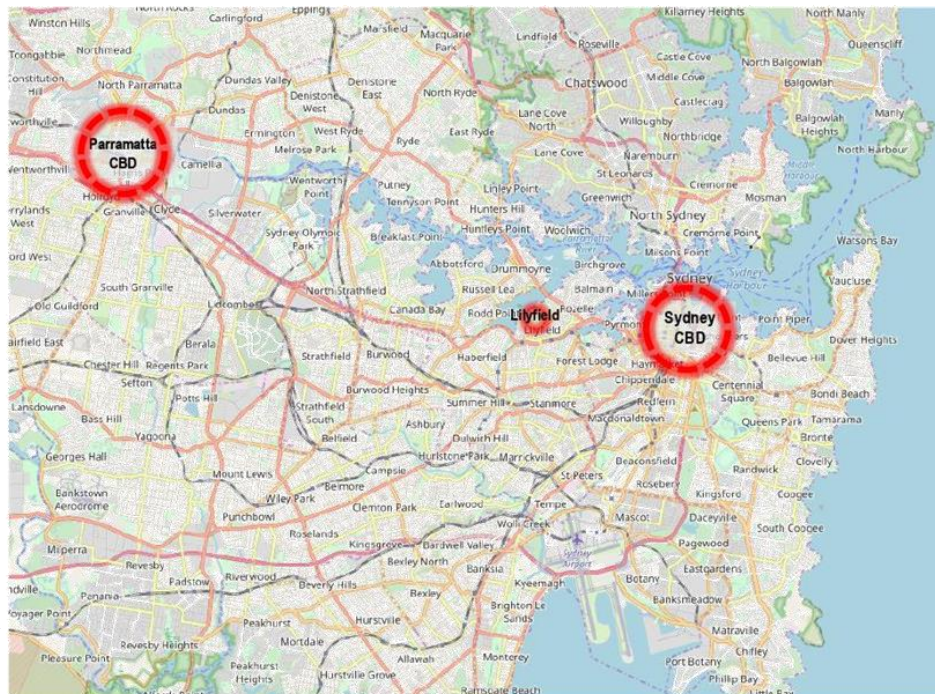 Winston Hills
Carlingford
Eppings
Marsfield
Macquarie
Park
Lindfield
Roseville
Killarney Heights
North Manly
Queenscliff
Toongabbie
Northmead
Dundas Valley
Denistone
East
North Ryde
Chatswood
Castle Cove
Middle Cove
North Balgowlah
Balgowlah
Constitution
Hill
North Parramatta
Dundas
Denistone
West
Ryde
Lane Cove
North
Willoughby
Castlecrag
Balgowlah
Heights
Manly
Ermington
West Ryde
East Ryde
Northbridge
North Harbour
Parramatta
CBD
Camellia
Melrose Park
Lane Cove
Naremburn
Wentworthville
Wentworth
Point
Putney
Linley Point
St Leonards
Cremorne
Middle
Harbour
Mosman
Tennyson Point
Greenwich
Granville
Clyde
Silverwater
Hunters Hill
North Sydney
Merrylands
West
Sydney Olympic
Park
Breakfast Point
Huntleys Point
Woolwich
Parramatta
River
Milsons Point
Cremorne Point
Watsons Bay
Abbotsford
Drummoyne
Birchgrove
South Granville
North Strathfield
Russell Lea
Balmain
Sydney
Sydney
Harbour
Vaucluse
Old Guildford
Lidcombe
Canada Bay
Rodd Point
Lilyfield
Lilyfield
Rozelle
Pyrmont
Sydney
CBD
Point Piper
Dover Heights
Fairfield East
Berala
Strathfield
Burwood
Haberfield
Forest Lodge
Bellevue Hill
Chester Hill
Regents Park
Sefton
Potts Hill
Burwood Heights
Summer Hill
Stanmore
Chippendale
Redfern
Centennial
Square
Bondi Beach
Lansdowne
Bass Hill
Strathfield
South
Ashbury
Macdonaldtown
Queens Park
Tamarama
Bronte
Yagoona
Belfield
Dulwich Hill
Hurlstone Park
Marrickville
Beaconsfield
Randwick
Clovelly
Georges Hall
Mount Lewis
Campsie
St Peters
Rosebery
Kingsford
Coogee
Bankstown
Aerodrome
Wiley Park
Belmore
Clemton Park
Earlwood
Tempe
Mascot
Daceyville
South Coogee
Punchbowl
Roselands
Wolli Creek
Sydney
Airport
Pagewood
Milperra
Kingsgrove
Bardwell Valley
Revesby
Bexley North
Banksia
Botany
Eastgardens
Padstow
Riverwood
Beverly Hills
Kyeemagh
Banksmeadow
Panania
Bexley
Brighton Le
Sands
Voyager Point
Hurstville
Matraville
Revesby Heights
Peakhurst
Mortdale
Chifley
Pleasure Point
Peakhurst
Heights
Allawah
Monterey
Port Botany
Hurstville Grove
Phillip Bay
Ramsgate Beach
Little Bay